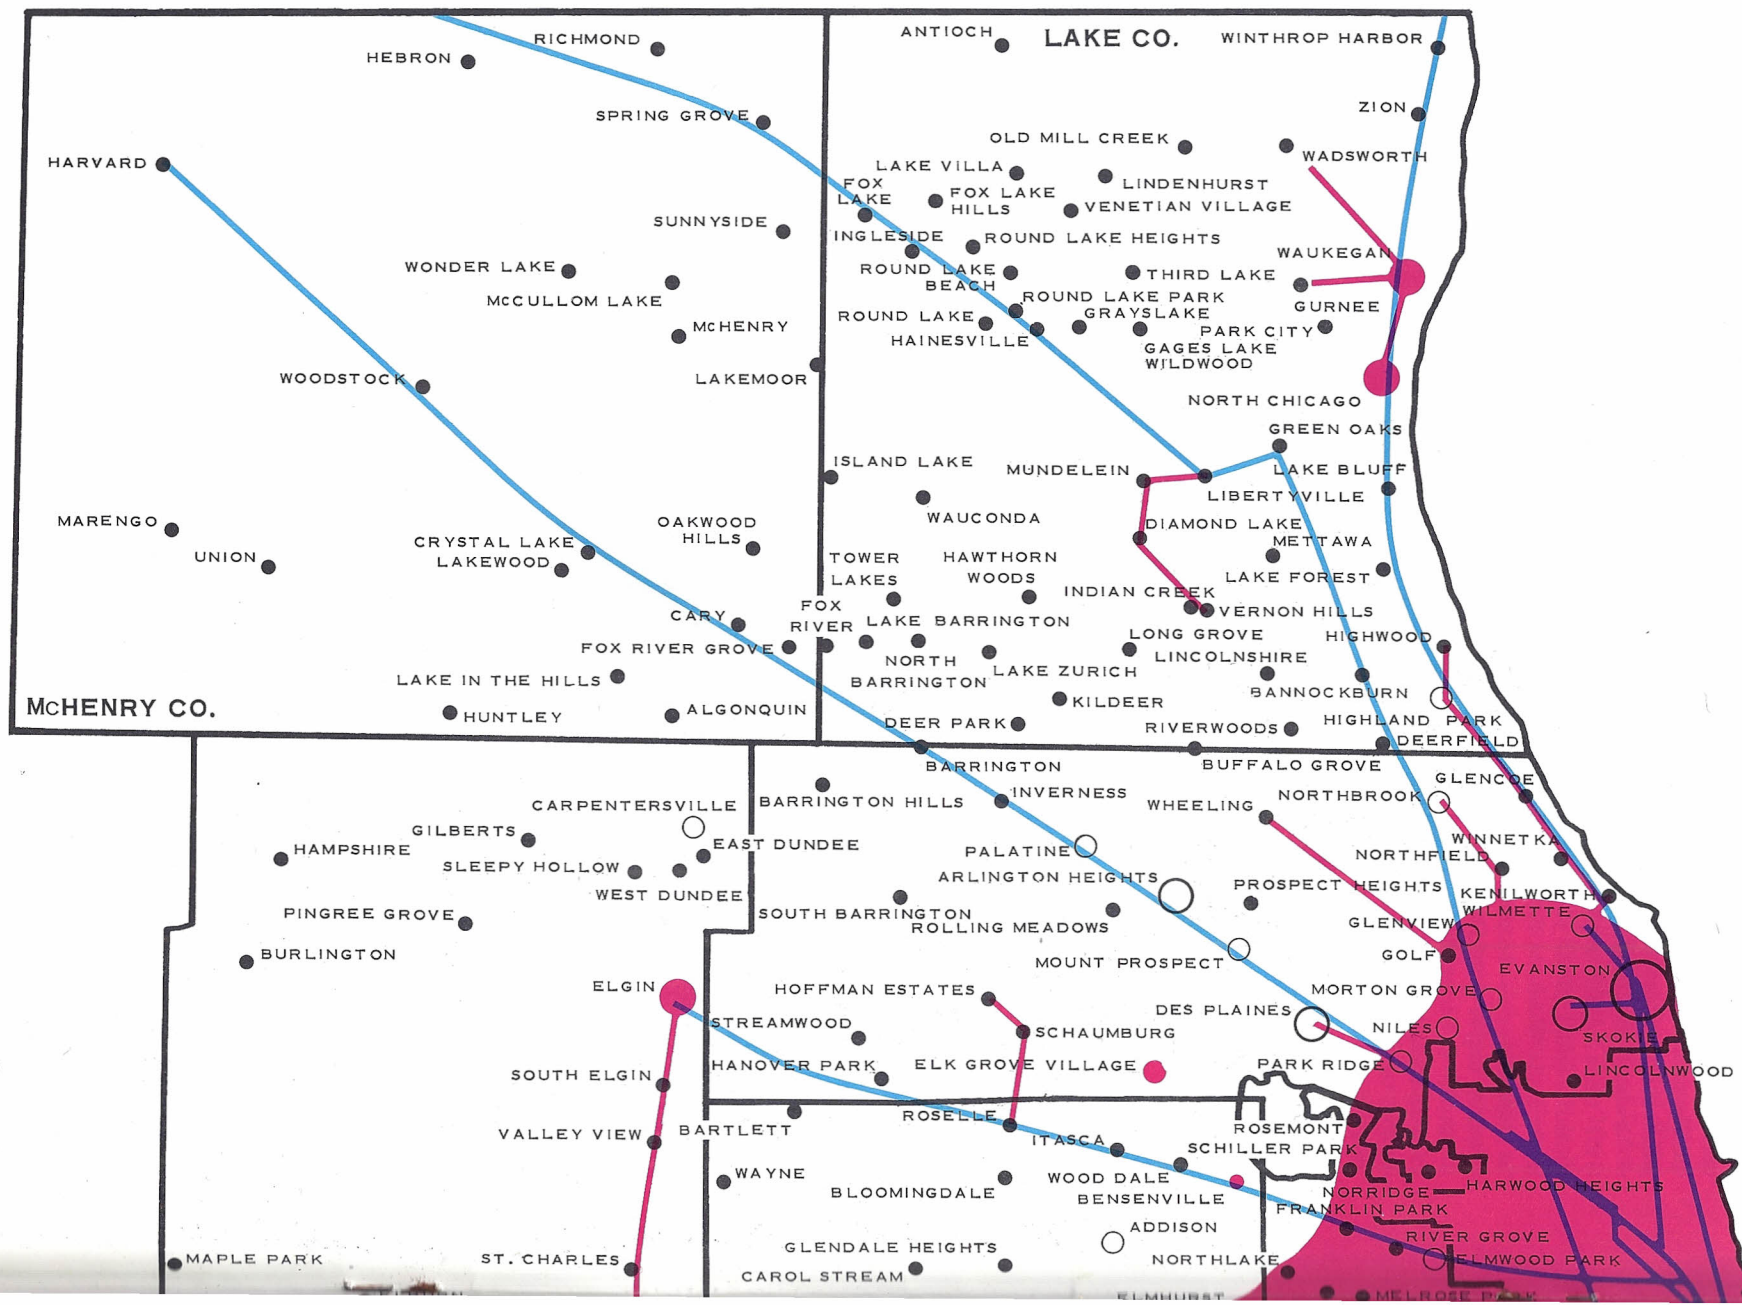 RICHMOND
HEBRON
SPRING GROVE
HARVARD
SUNNYSIDE
WONDER LAKE
McCULLOM LAKE
McHENRY
WOODSTOCK
LAKEMOOR
MARENGO
UNION
CRYSTAL LAKE
LAKEWOOD
OAKWOOD
HILLS
CARY
FOX RIVER GROVE
LAKE IN THE HILLS
HUNTLEY
ALGONQUIN
McHENRY CO.
ANTIOCH
LAKE CO.
WINTHROP HARBOR
ZION
OLD MILL CREEK
WADSWORTH
LAKE VILLA
LINDENHURST
FOX
LAKE
FOX LAKE
HILLS
VENETIAN VILLAGE
INGLESIDE
ROUND LAKE HEIGHTS
WAUKEGAN
ROUND LAKE
BEACH
THIRD LAKE
ROUND LAKE PARK
GURNEE
ROUND LAKE
GRAYSLAKE
PARK CITY
HAINESVILLE
GAGES LAKE
WILDWOOD
NORTH CHICAGO
GREEN OAKS
ISLAND LAKE
MUNDELEIN
LAKE BLUFF
LIBERTYVILLE
WAUCONDA
DIAMOND LAKE
METTAWA
TOWER
LAKES
HAWTHORN
WOODS
LAKE FOREST
INDIAN CREEK
VERNON HILLS
FOX
RIVER
LAKE BARRINGTON
LONG GROVE
HIGHWOOD
NORTH
BARRINGTON
LAKE ZURICH
LINCOLNSHIRE
BANNOCKBURN
KILDEER
HIGHLAND PARK
DEER PARK
RIVERWOODS
DEERFIELD
BARRINGTON
BUFFALO GROVE
GLENCOE
BARRINGTON HILLS
INVERNESS
WHEELING
NORTHBROOK
CARPENTERSVILLE
GILBERTS
HAMPSHIRE
EAST DUNDEE
SLEEPY HOLLOW
WEST DUNDEE
PINGREE GROVE
BURLINGTON
ELGIN
WINNETKA
PALATINE
NORTHFIELD
ARLINGTON HEIGHTS
PROSPECT HEIGHTS
KENILWORTH
SOUTH BARRINGTON
WILMETTE
ROLLING MEADOWS
GLENVIEW
MOUNT PROSPECT
GOLF
EVANSTON
HOFFMAN ESTATES
MORTON GROVE
DES PLAINES
STREAMWOOD
SCHAUMBURG
NILES
SKOKIE
HANOVER PARK
ELK GROVE VILLAGE
PARK RIDGE
LINCOLNWOOD
SOUTH ELGIN
VALLEY VIEW
BARTLETT
ROSELLE
ITASCA
ROSEMONT
SCHILLER PARK
WAYNE
BLOOMINGDALE
WOOD DALE
BENSENVILLE
NORRIDGE
HARWOOD HEIGHTS
FRANKLIN PARK
ADDISON
RIVER GROVE
MAPLE PARK
ST. CHARLES
GLENDALE HEIGHTS
NORTHLAKE
ELMWOOD PARK
CAROL STREAM
ELMHURST
MELROSE PARK